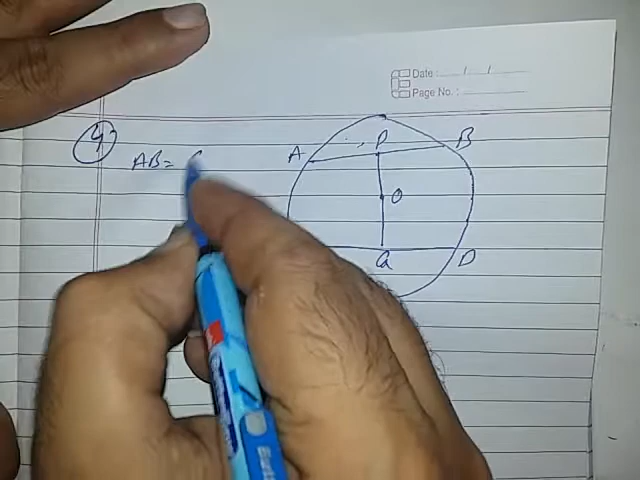 Date : / /
Page No. :
4
AB =
A
P
B
O
Q
D